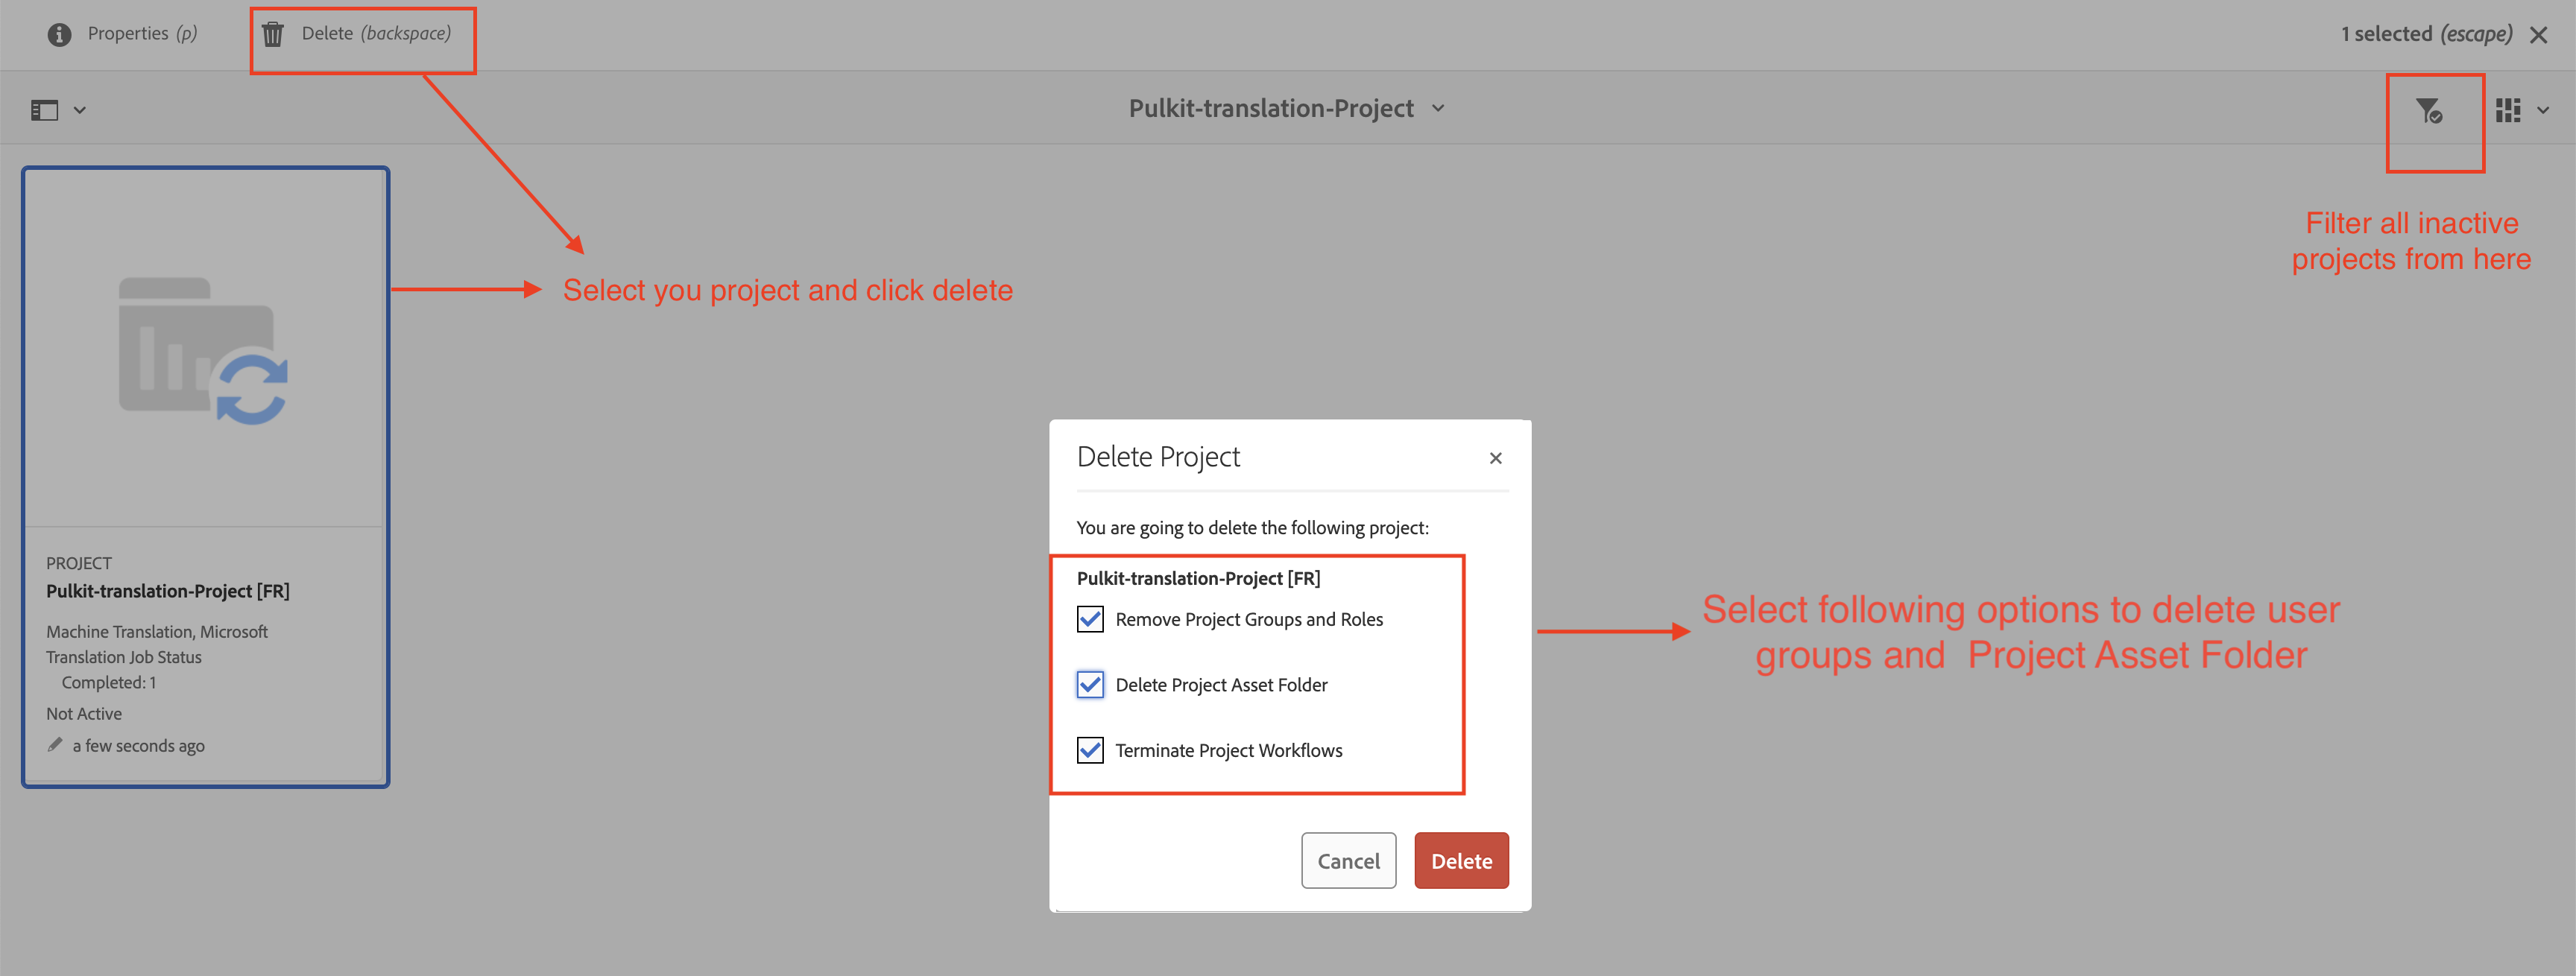 Properties (p)
Delete (backspace)
1 selected (escape)
Pulkit-translation-Project
Filter all inactive
projects from here
Select you project and click delete
PROJECT
Pulkit-translation-Project [FR]
Machine Translation, Microsoft
Translation Job Status
Completed: 1
Not Active
a few seconds ago
Delete Project
You are going to delete the following project:
Pulkit-translation-Project [FR]
Remove Project Groups and Roles
Delete Project Asset Folder
Terminate Project Workflows
Cancel
Delete
Select following options to delete user
groups and  Project Asset Folder